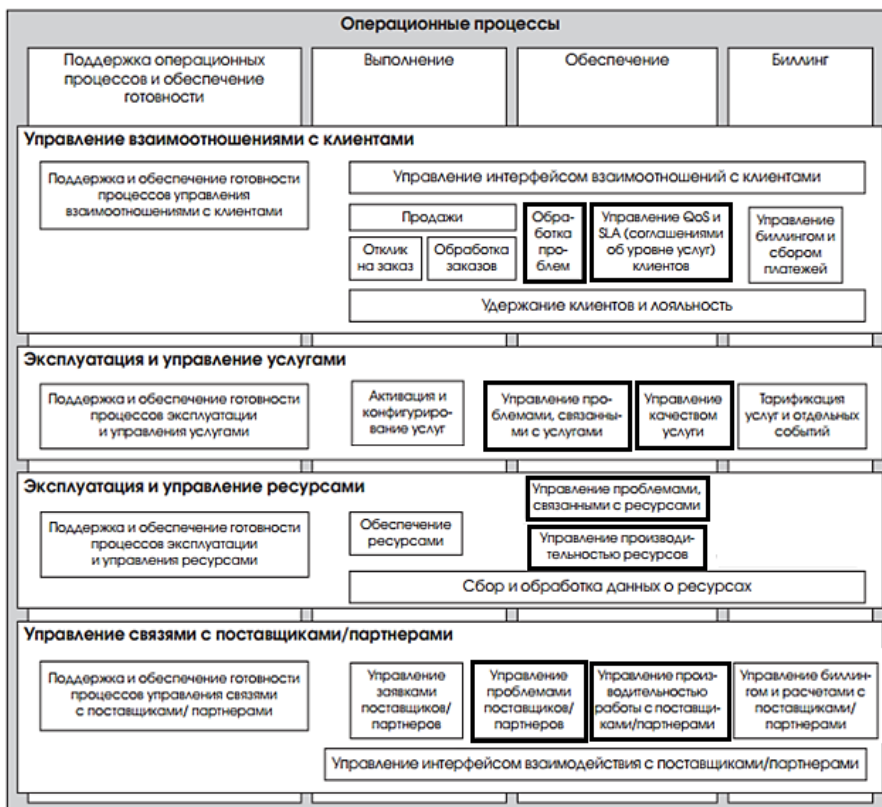 Операционные процессы
Поддержка операционных
процессов и обеспечение
готовности
Выполнение
Обеспечение
Биллинг
Управление взаимоотношениями с клиентами
Поддержка и обеспечение готовности
процессов управления
взаимоотношениями с клиентами
Управление интерфейсом взаимоотношений с клиентами
Продажи
Отклик
на заказ
Обработка
заказов
Обра-
ботка
про-
блем
Управление QoS и
SLA (соглашениями
об уровне услуг)
клиентов
Управление
биллингом и
сбором
платежей
Удержание клиентов и лояльность
Эксплуатация и управление услугами
Поддержка и обеспечение готовности
процессов эксплуатации
и управления услугами
Активация и
конфигуриро-
вание услуг
Управление про-
блемами, связанны-
ми с услугами
Управление
качеством
услуги
Тарификация
услуг и отдельных
событий
Эксплуатация и управление ресурсами
Поддержка и обеспечение готовности
процессов эксплуатации
и управления ресурсами
Обеспечение
ресурсами
Управление проблемами,
связанными с ресурсами
Управление производи-
тельностью ресурсов
Сбор и обработка данных о ресурсах
Управление связями с поставщиками/партнерами
Поддержка и обеспечение готовности
процессов управления связями
с поставщиками/ партнерами
Управление
заявками
поставщиков/
партнеров
Управление
проблемами
поставщиков/
партнеров
Управление произ-
водительностью
работы с поставщи-
ками/партнерами
Управление биллин-
гом и расчетами с
поставщиками/
партнерами
Управление интерфейсом взаимодействия с поставщиками/партнерами